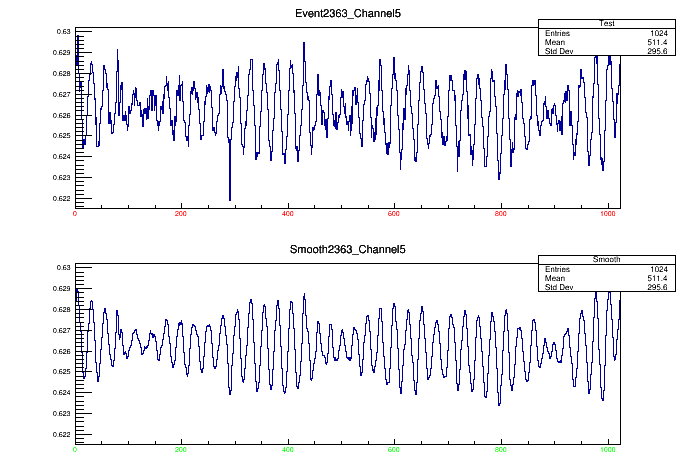 Event2363_Channel5
Test
Entries 1024
Mean 511.4
Std Dev 295.6
0.63
0.629
0.628
0.627
0.626
0.625
0.624
0.623
0.622
0 200 400 600 800 1000
Smooth2363_Channel5
Smooth
Entries 1024
Mean 511.4
Std Dev 295.6
0.63
0.629
0.628
0.627
0.626
0.625
0.624
0.623
0.622
0 200 400 600 800 1000